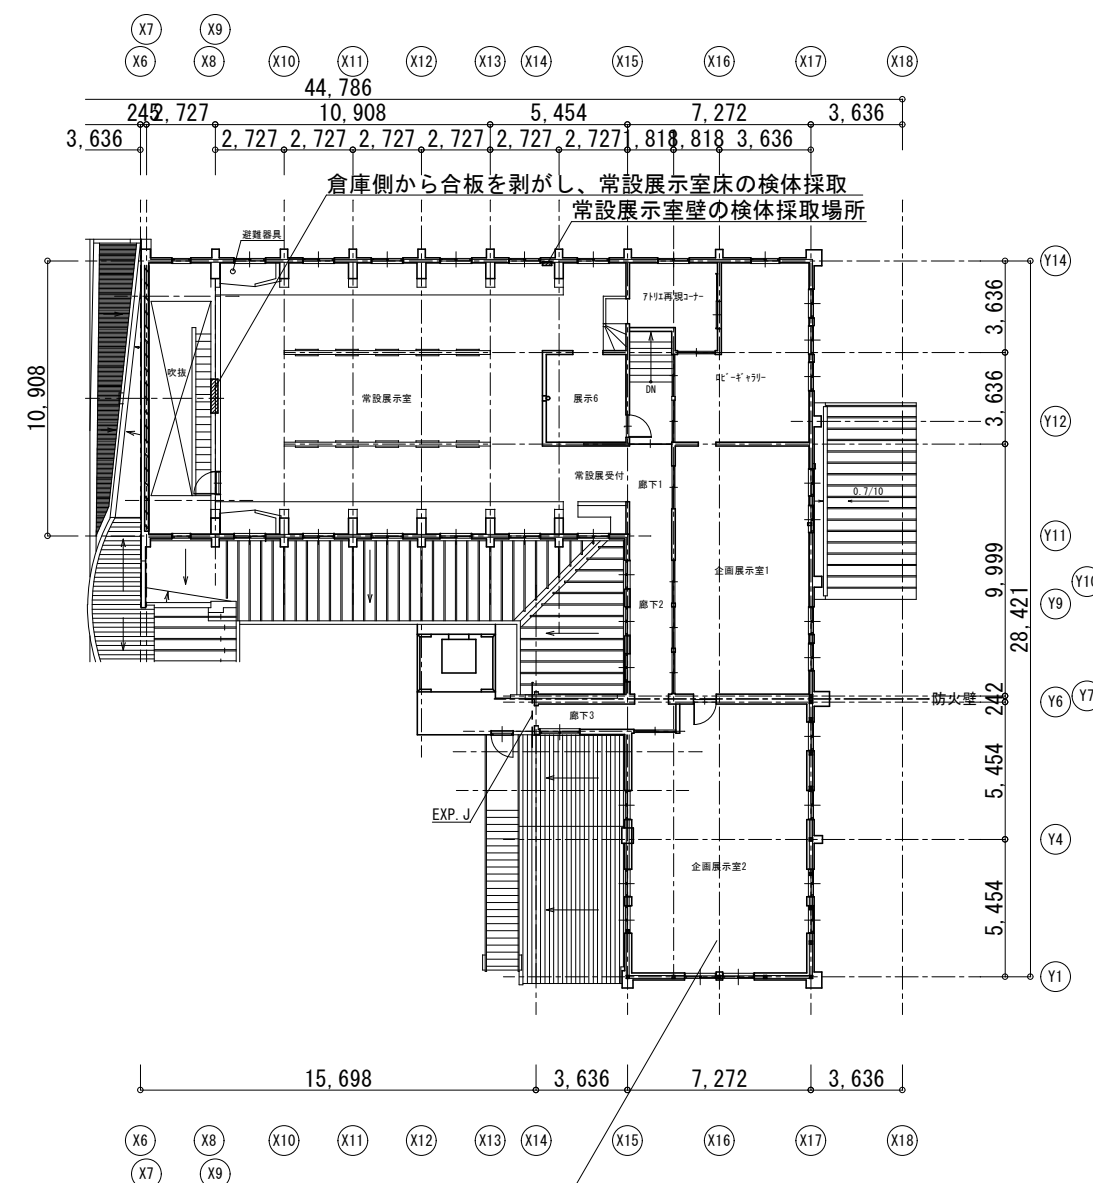 X7 X9
X6 X8 X10 X11 X12 X13 X14 X15 X16 X17 X18
44,786
245 2,727 10,908 5,454 7,272 3,636
3,636 2,727 2,727 2,727 2,727 2,727 2,727 1,818 1,818 3,636
倉庫側から合板を剥がし、常設展示室床の検体採取
常設展示室壁の検体採取場所
避難器具
Y14
アトリエ再現コーナー
3,636
吹抜
ロビーギャラリー
常設展示室
展示6
DN
10,908
3,636
Y12
常設展受付
廊下1
0.7/10
Y11
企画展示室1
9,999
Y10
廊下2
Y9
28,421
防火壁
242
Y6 Y7
廊下3
5,454
EXP.J
Y4
企画展示室2
5,454
Y1
15,698 3,636 7,272 3,636
X6 X8 X10 X11 X12 X13 X14 X15 X16 X17 X18
X7 X9